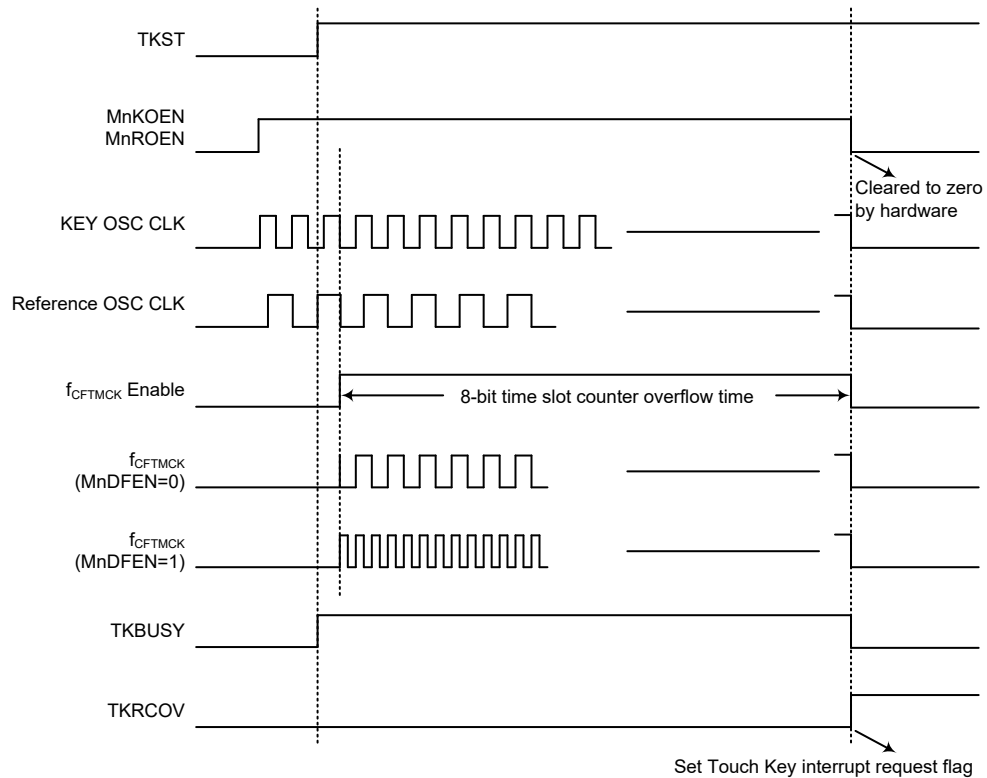 TKST
MnKOEN
MnROEN
Cleared to zero
by hardware
KEY OSC CLK
Reference OSC CLK
fCFTMCK Enable
8-bit time slot counter overflow time
fCFTMCK
(MnDFEN=0)
fCFTMCK
(MnDFEN=1)
TKBUSY
TKRCOV
Set Touch Key interrupt request flag